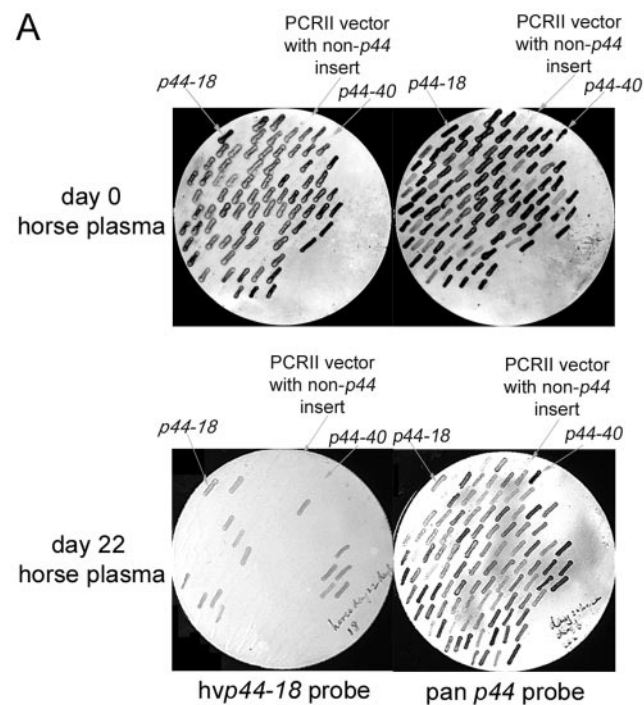 A
PCRII vector
with non-p44
insert
p44-18
p44-40
PCRII vector
with non-p44
insert
p44-18
p44-40
day 0
horse plasma
PCRII vector
with non-p44
insert
p44-18
p44-40
PCRII vector
with non-p44
insert
p44-18
p44-40
day 22
horse plasma
18
hvp44-18 probe
pan p44 probe